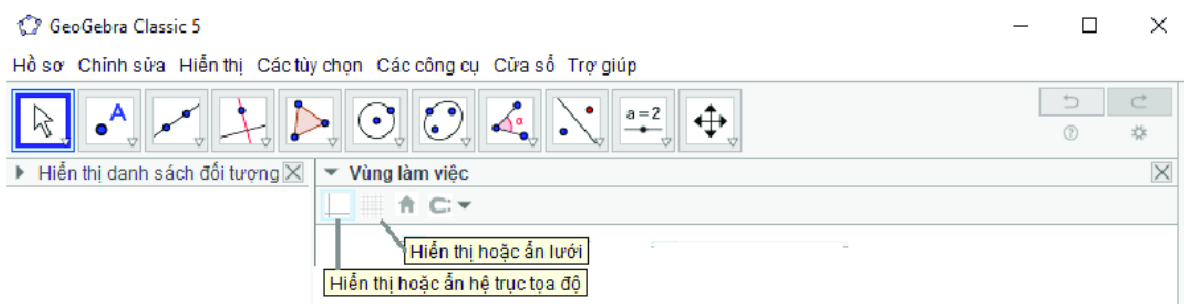 GeoGebra Classic 5
Hồ sơ Chỉnh sửa Hiển thị Các tùy chọn Các công cụ Cửa sổ Trợ giúp
A α a = 2
Hiển thị danh sách đối tượng Vùng làm việc
Hiển thị hoặc ẩn lưới
Hiển thị hoặc ẩn hệ trục tọa độ